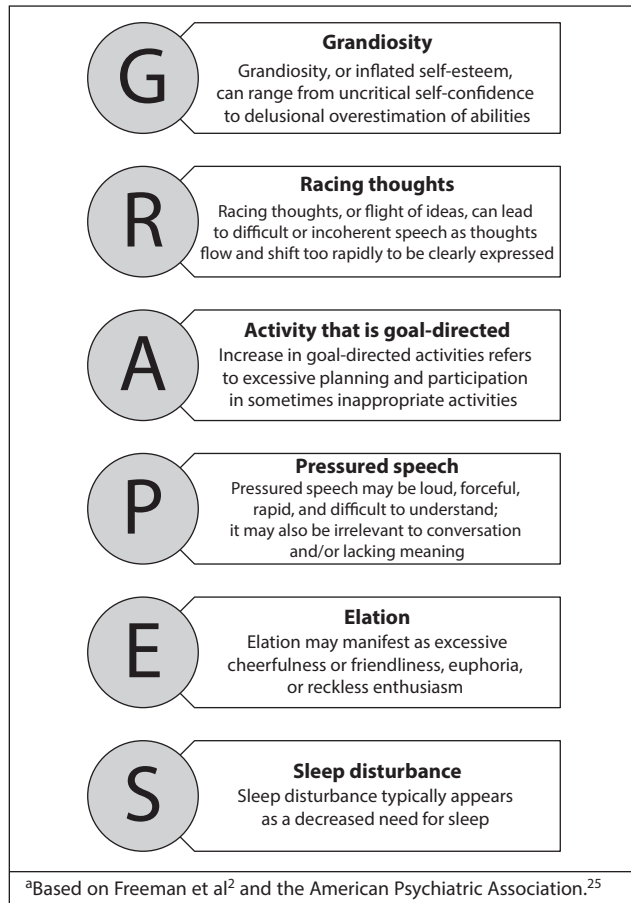 G
Grandiosity
Grandiosity, or inflated self-esteem,
can range from uncritical self-confidence
to delusional overestimation of abilities
R
Racing thoughts
Racing thoughts, or flight of ideas, can lead
to difficult or incoherent speech as thoughts
flow and shift too rapidly to be clearly expressed
A
Activity that is goal-directed
Increase in goal-directed activities refers
to excessive planning and participation
in sometimes inappropriate activities
P
Pressured speech
Pressured speech may be loud, forceful,
rapid, and difficult to understand;
it may also be irrelevant to conversation
and/or lacking meaning
E
Elation
Elation may manifest as excessive
cheerfulness or friendliness, euphoria,
or reckless enthusiasm
S
Sleep disturbance
Sleep disturbance typically appears
as a decreased need for sleep
ᵃBased on Freeman et al² and the American Psychiatric Association.²⁵